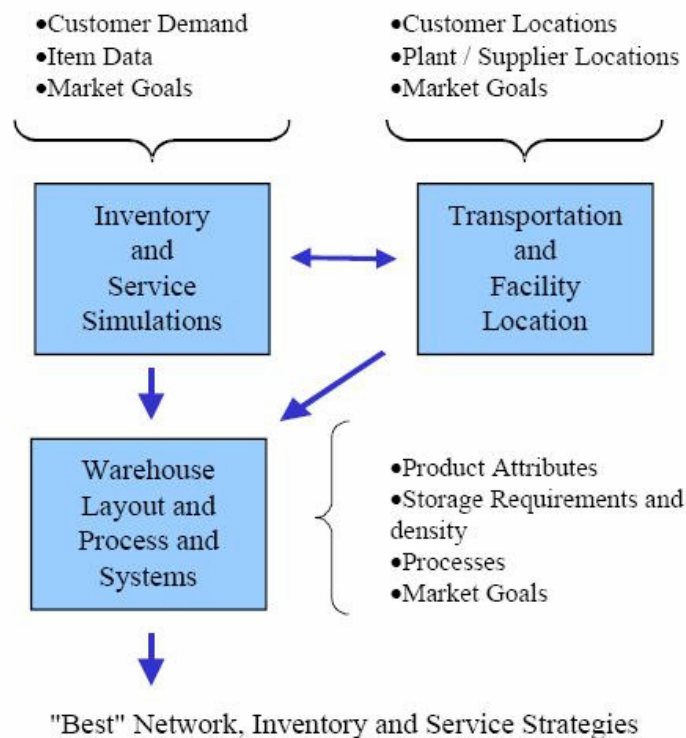 •Customer Demand
•Item Data
•Market Goals
•Customer Locations
•Plant / Supplier Locations
•Market Goals
Inventory
and
Service
Simulations
Transportation
and
Facility
Location
Warehouse
Layout and
Process and
Systems
•Product Attributes
•Storage Requirements and
density
•Processes
•Market Goals
"Best" Network, Inventory and Service Strategies